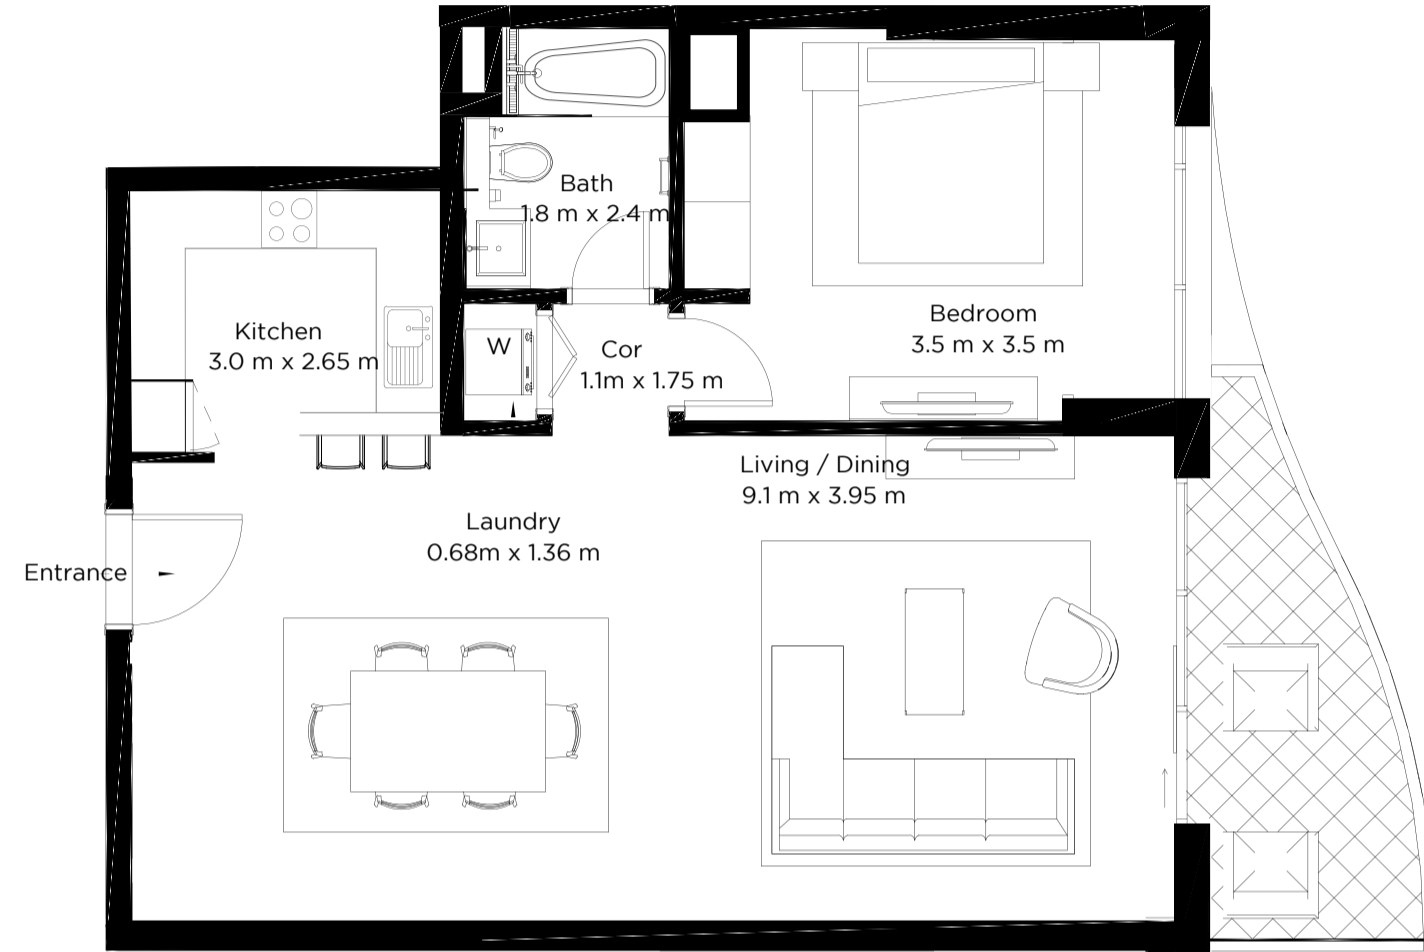 Bath
1.8 m x 2.4 m
Kitchen
3.0 m x 2.65 m
W
Cor
1.1m x 1.75 m
Bedroom
3.5 m x 3.5 m
Living / Dining
9.1 m x 3.95 m
Laundry
0.68m x 1.36 m
Entrance